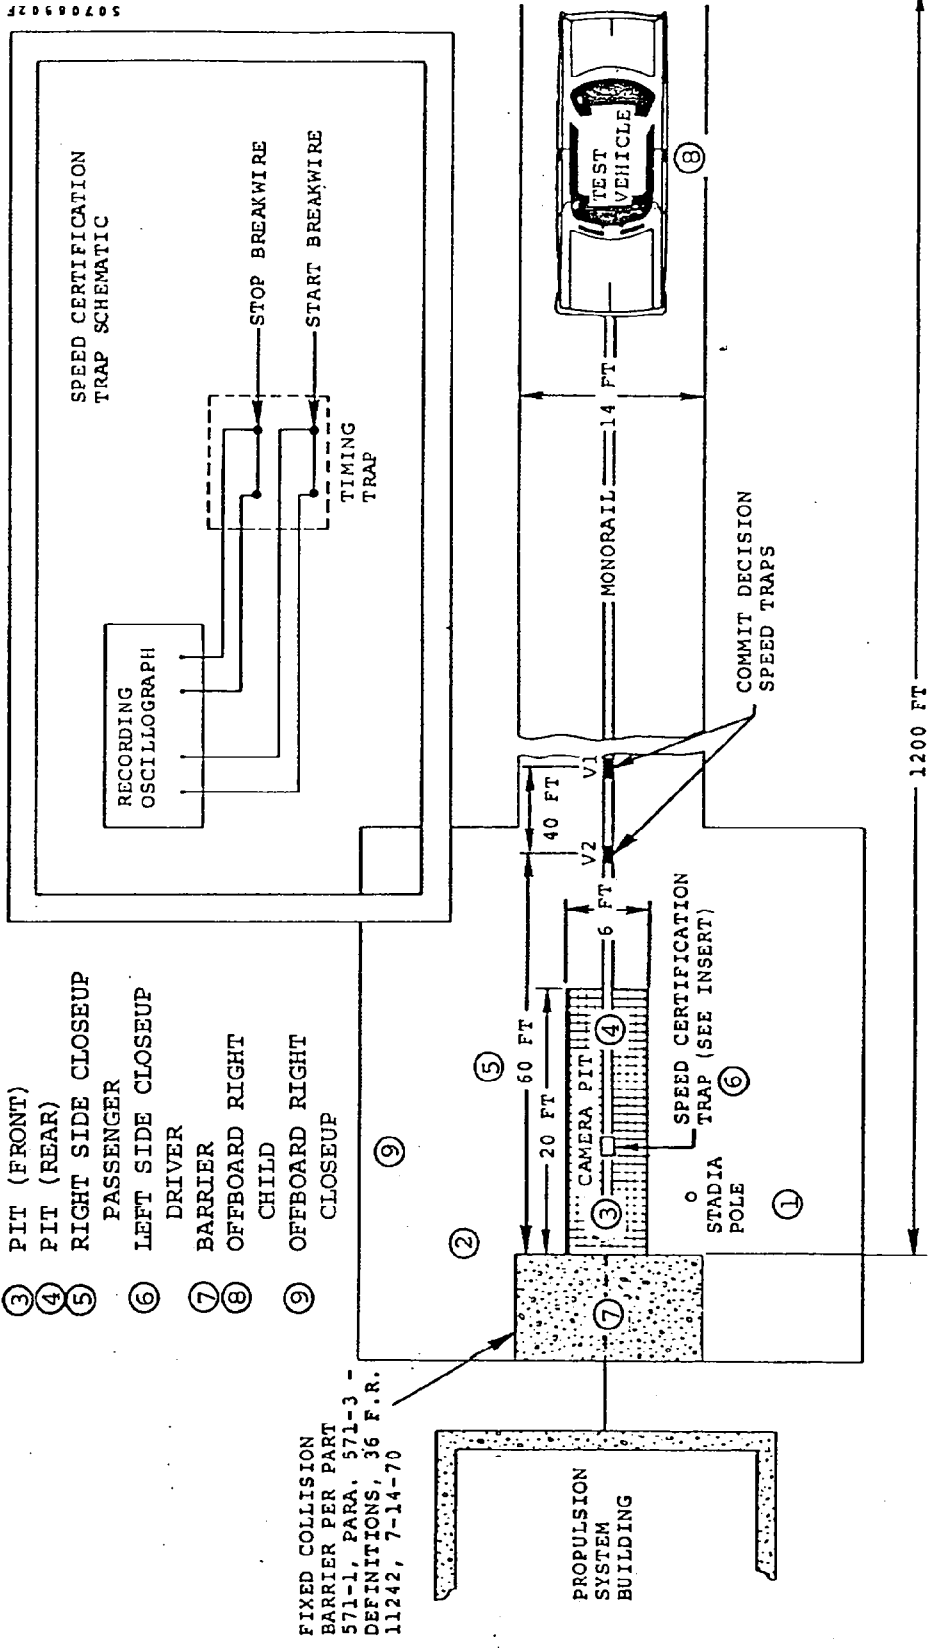 S0708902F
③ PIT (FRONT)
④ PIT (REAR)
⑤ RIGHT SIDE CLOSEUP
PASSENGER
⑥ LEFT SIDE CLOSEUP
DRIVER
⑦ BARRIER
⑧ OFFBOARD RIGHT
CHILD
⑨ OFFBOARD RIGHT
CLOSEUP
SPEED CERTIFICATION
TRAP SCHEMATIC
RECORDING
OSCILLOGRAPH
STOP BREAKWIRE
START BREAKWIRE
TIMING
TRAP
FIXED COLLISION
BARRIER PER PART
571-1, PARA. 571-3 -
DEFINITIONS, 36 F.R.
11242, 7-14-70
PROPULSION
SYSTEM
BUILDING
⑨
②
⑤
60 FT
40 FT
20 FT
V2
V1
CAMERA PIT
③
④
6 FT
⑦
MONORAIL
14 FT
TEST
VEHICLE
⑧
STADIA
POLE
①
SPEED CERTIFICATION
TRAP (SEE INSERT)
⑥
COMMIT DECISION
SPEED TRAPS
1200 FT